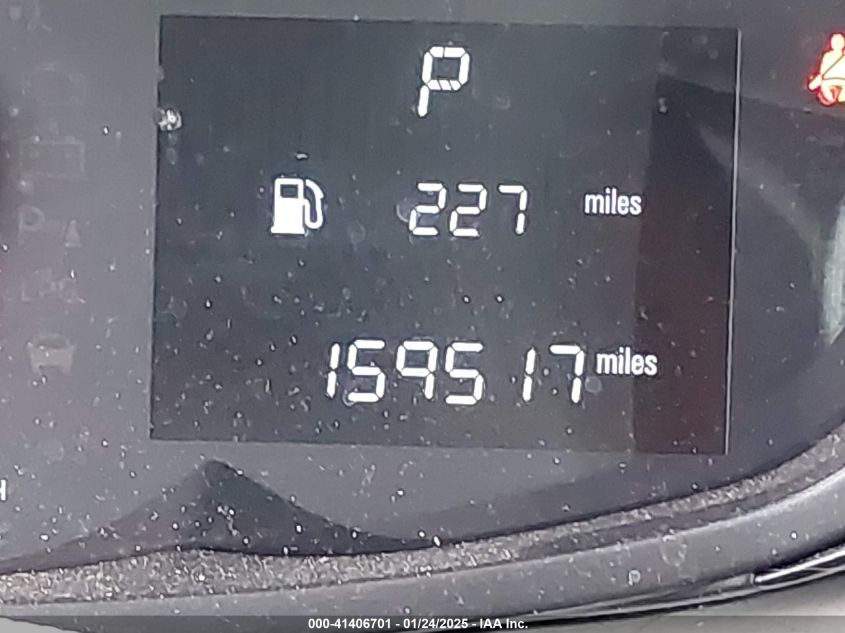 P
227 miles
159517 miles
H
000-41406701 - 01/24/2025 - IAA Inc.